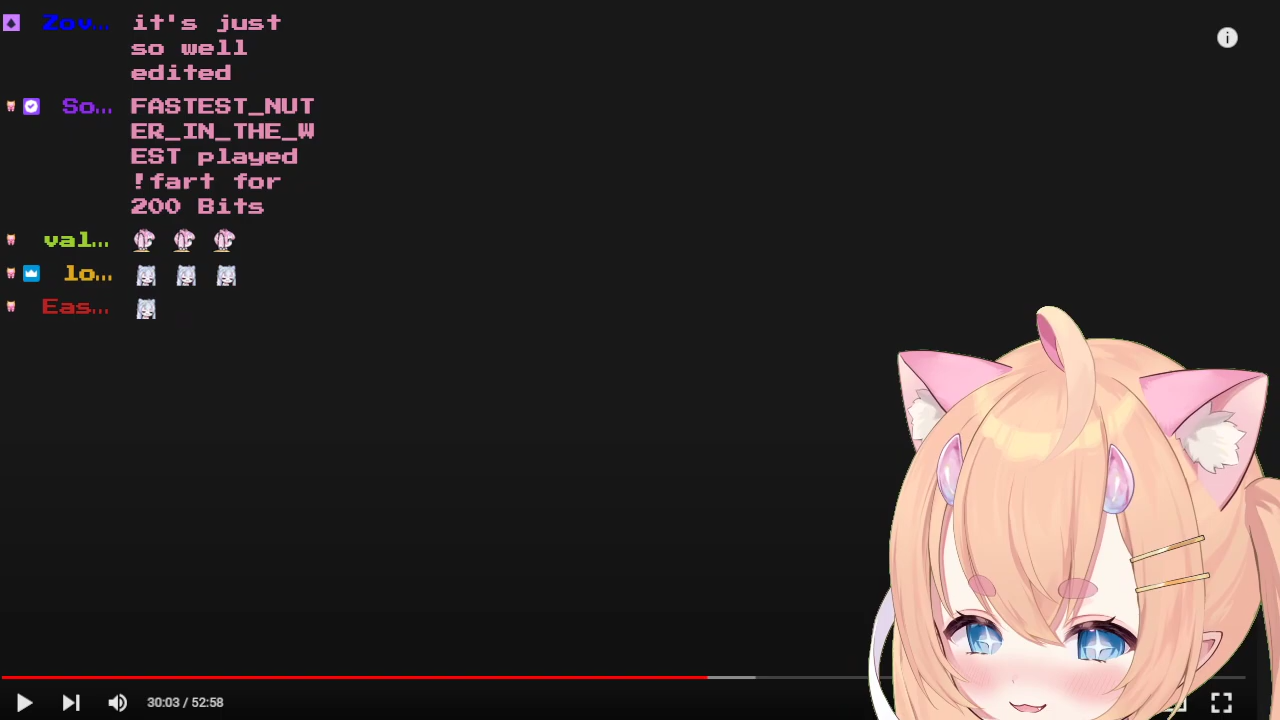 Zov... it's just
so well
edited
So... FASTEST_NUT
ER_IN_THE_W
EST played
!fart for
200 Bits
val...
lo...
Eas...
30:03 / 52:58